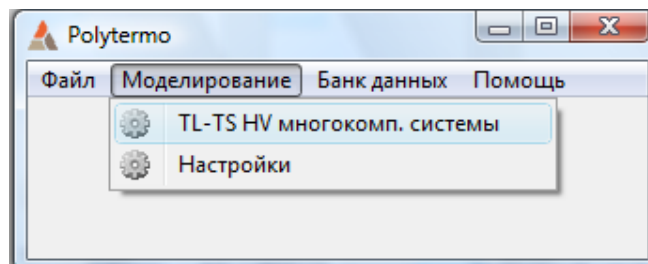 Polytermo
Файл Моделирование Банк данных Помощь
TL-TS HV многокомп. системы
Настройки